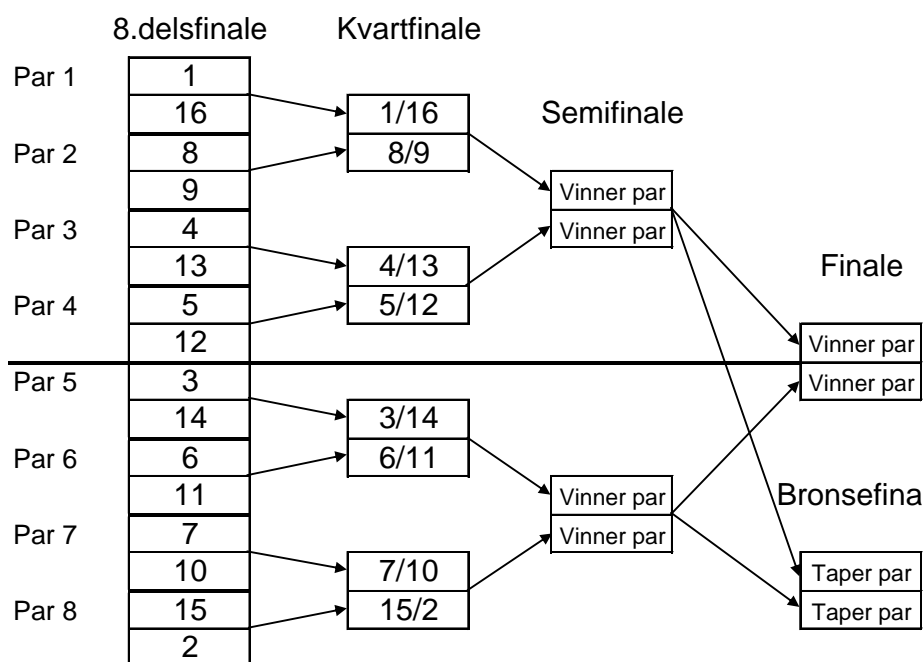 8.delsfinale Kvartfinale
Par 1 1
16 1/16 Semifinale
Par 2 8 8/9
9 Vinner par
Par 3 4 Vinner par
13 4/13 Finale
Par 4 5 5/12
12 Vinner par
Par 5 3 Vinner par
14 3/14
Par 6 6 6/11
11 Vinner par Bronsefina
Par 7 7 Vinner par
10 7/10 Taper par
Par 8 15 15/2 Taper par
2